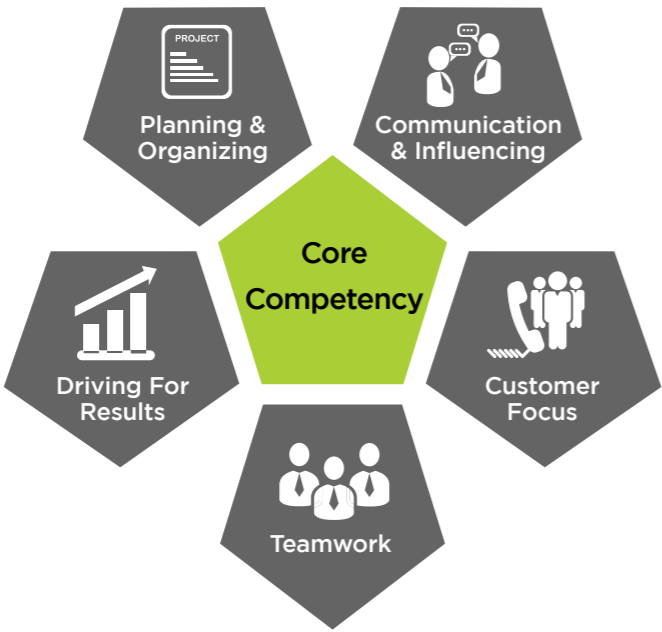 PROJECT
Planning &
Organizing
Communication
& Influencing
Core
Competency
Driving For
Results
Customer
Focus
Teamwork